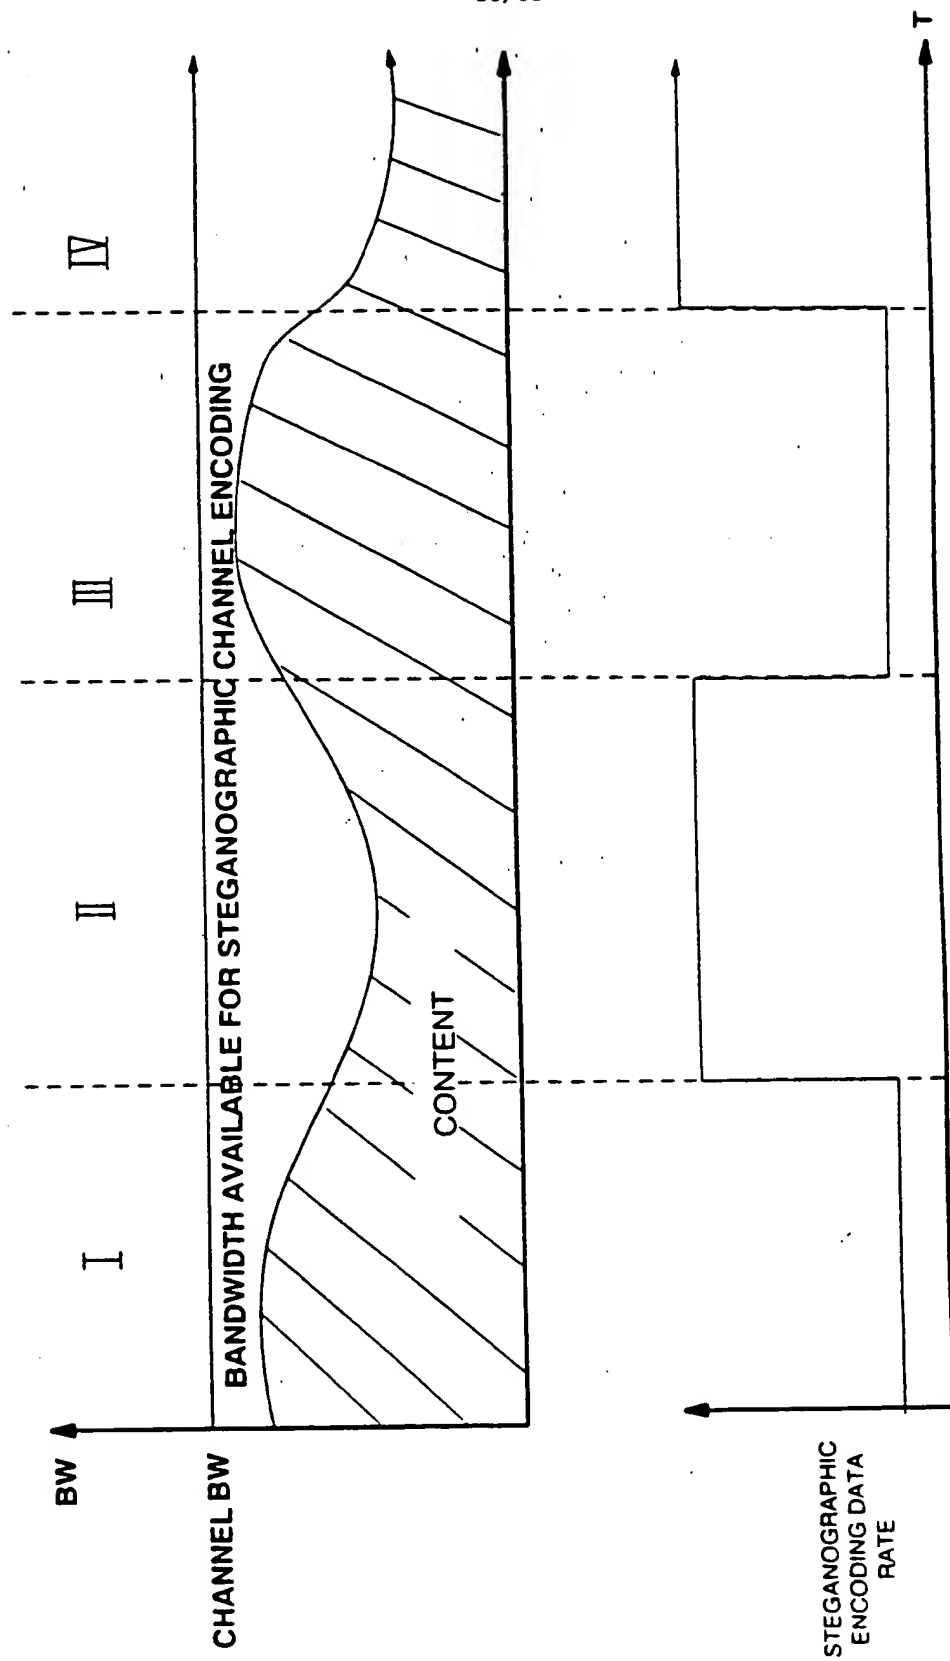 BW
I
II
III
IV
CHANNEL BW
BANDWIDTH AVAILABLE FOR STEGANOGRAPHIC CHANNEL ENCODING
CONTENT
STEGANOGRAPHIC
ENCODING DATA
RATE
T